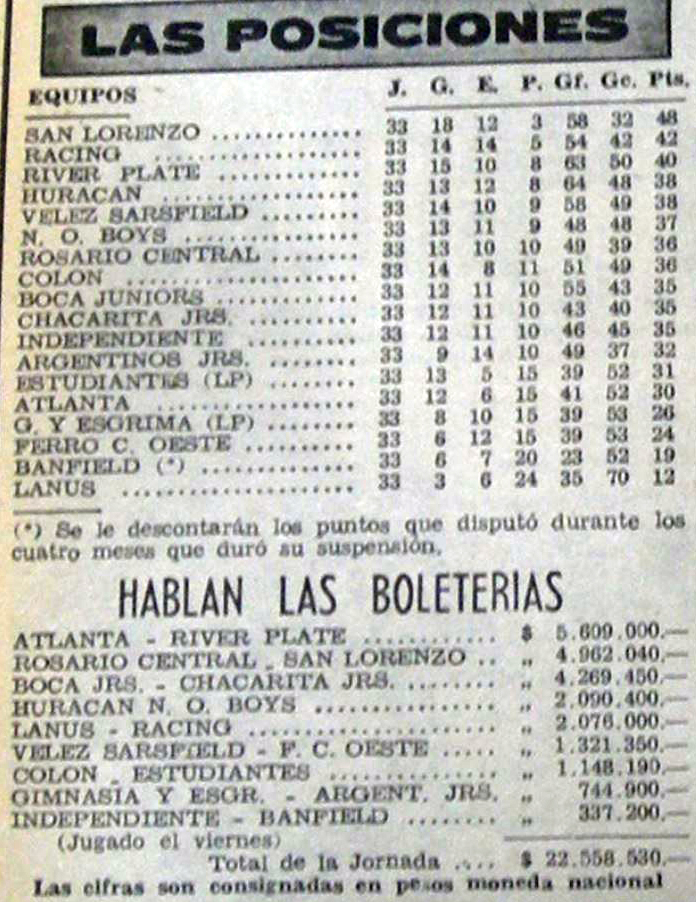 LAS POSICIONES
EQUIPOS J. G. E. P. Gf. Gc. Pts.
SAN LORENZO .............. 33 18 12 3 58 32 48
RACING .............. 33 14 14 5 54 42 42
RIVER PLATE .............. 33 15 10 8 63 50 40
HURACAN .............. 33 13 12 8 64 48 38
VELEZ SARSFIELD ......... 33 14 10 9 58 49 38
N. O. BOYS .............. 33 13 11 9 48 48 37
ROSARIO CENTRAL ........ 33 13 10 10 49 39 36
COLON .............. 33 14 8 11 51 49 36
BOCA JUNIORS ............ 33 12 11 10 55 43 35
CHACARITA JRS. .......... 33 12 11 10 43 40 35
INDEPENDIENTE .......... 33 12 11 10 46 45 35
ARGENTINOS JRS. ......... 33 9 14 10 49 37 32
ESTUDIANTES (LP) ........ 33 13 5 15 39 52 31
ATLANTA .............. 33 12 6 15 41 52 30
G. Y ESGRIMA (LP) ....... 33 8 10 15 39 53 26
FERRO C. OESTE ......... 33 6 12 15 39 53 24
BANFIELD (*) ............ 33 6 7 20 23 52 19
LANUS .................. 33 3 6 24 35 70 12
(*) Se le descontarán los puntos que disputó durante los
cuatro meses que duró su suspensión.
HABLAN LAS BOLETERIAS
ATLANTA - RIVER PLATE ............ $ 5.609.000.—
ROSARIO CENTRAL - SAN LORENZO .. „ 4.962.040.—
BOCA JRS. - CHACARITA JRS. ........ „ 4.269.450.—
HURACAN N. O. BOYS .............. „ 2.090.400.—
LANUS - RACING .................. „ 2.076.000.—
VELEZ SARSFIELD - F. C. OESTE ..... „ 1.321.350.—
COLON - ESTUDIANTES .............. „ 1.148.190.—
GIMNASIA Y ESGR. - ARGENT. JRS. „ 744.900.—
INDEPENDIENTE - BANFIELD ........ „ 337.200.—
(Jugado el viernes)
Total de la Jornada .... $ 22.558.530.—
Las cifras son consignadas en pesos moneda nacional